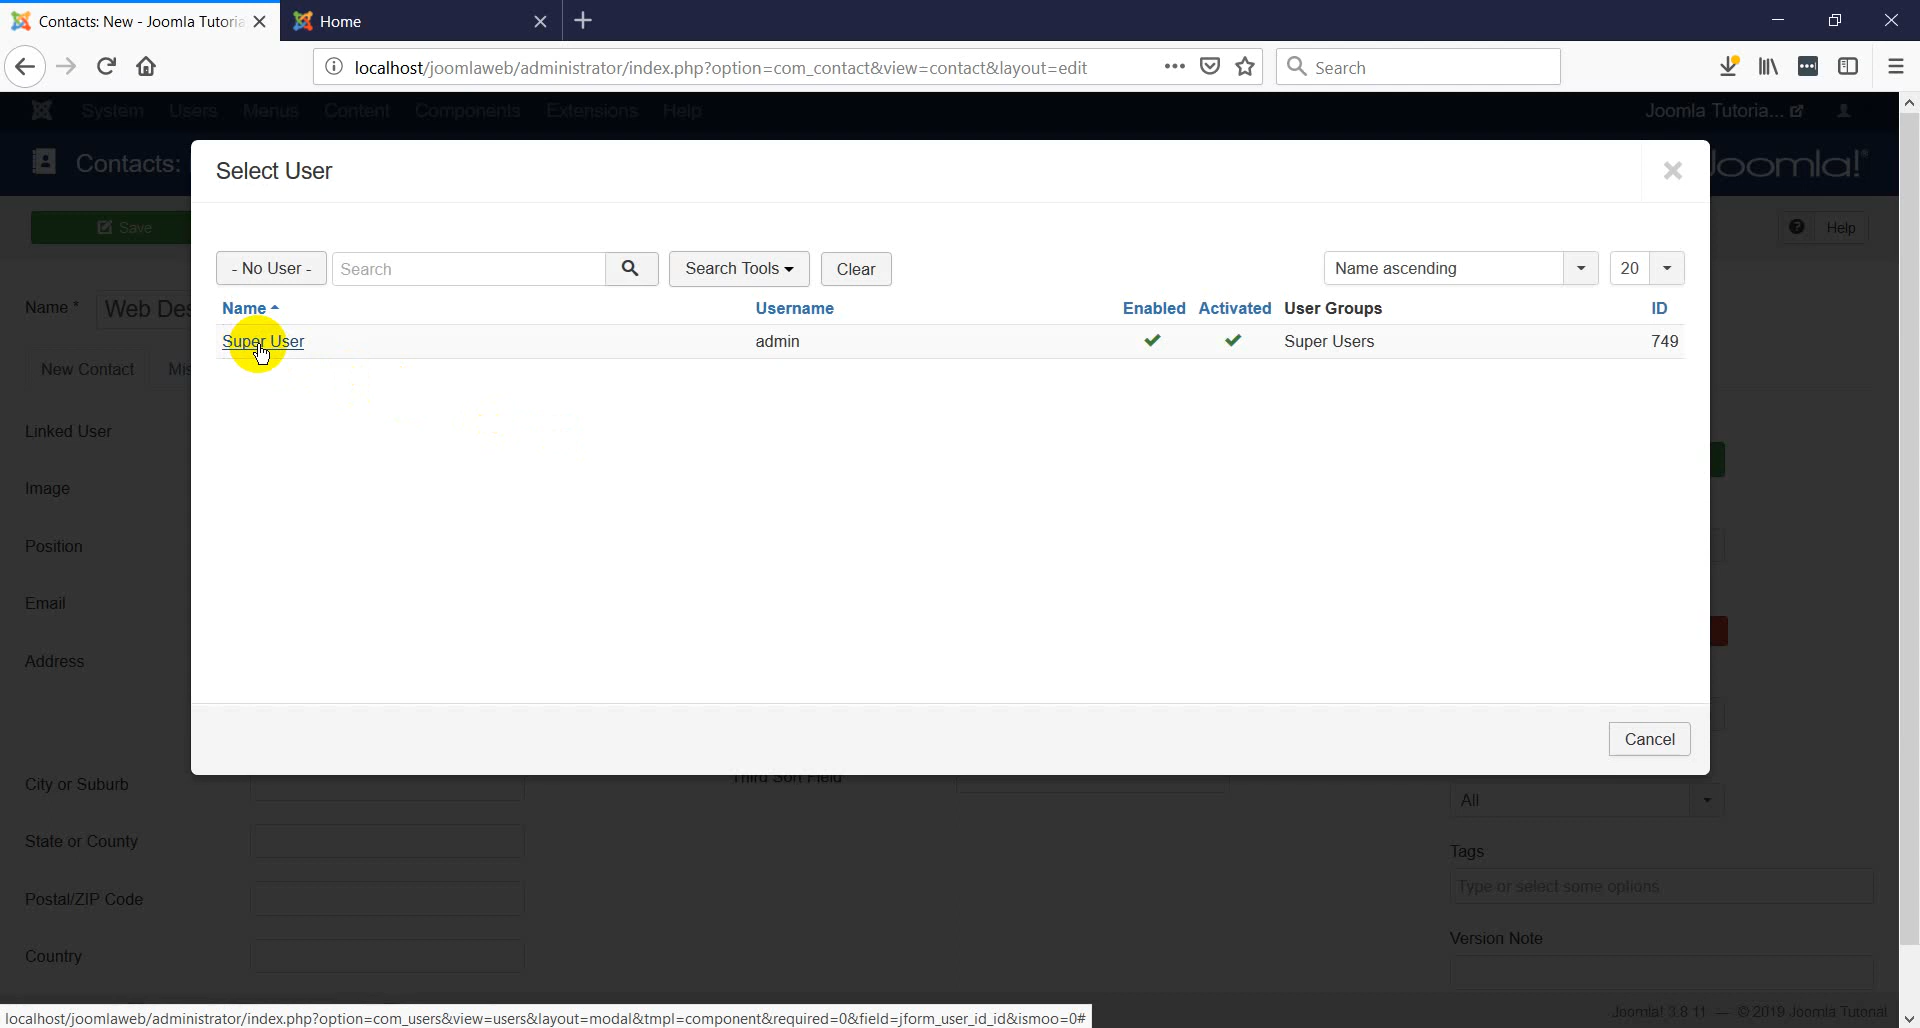 Contacts: New - Joomla Tutoria
Home
localhost/joomlaweb/administrator/index.php?option=com_contact&view=contact&layout=edit
Search
System Users Menus Content Components Extensions Help
Joomla Tutoria...
Contacts:
Joomla!®
Select User
Save
Help
- No User -
Search
Search Tools
Clear
Name ascending
20
Name *
Web Des
Name
Username
Enabled
Activated
User Groups
ID
Super User
admin
Super Users
749
New Contact
Mis
Linked User
Image
Position
Email
Address
Cancel
Third Sort Field
City or Suburb
All
State or County
Tags
Type or select some options
Postal/ZIP Code
Version Note
Country
Joomla! 3.8.11 — © 2019 Joomla Tutorial
localhost/joomlaweb/administrator/index.php?option=com_users&view=users&layout=modal&tmpl=component&required=0&field=jform_user_id_id&ismoo=0#